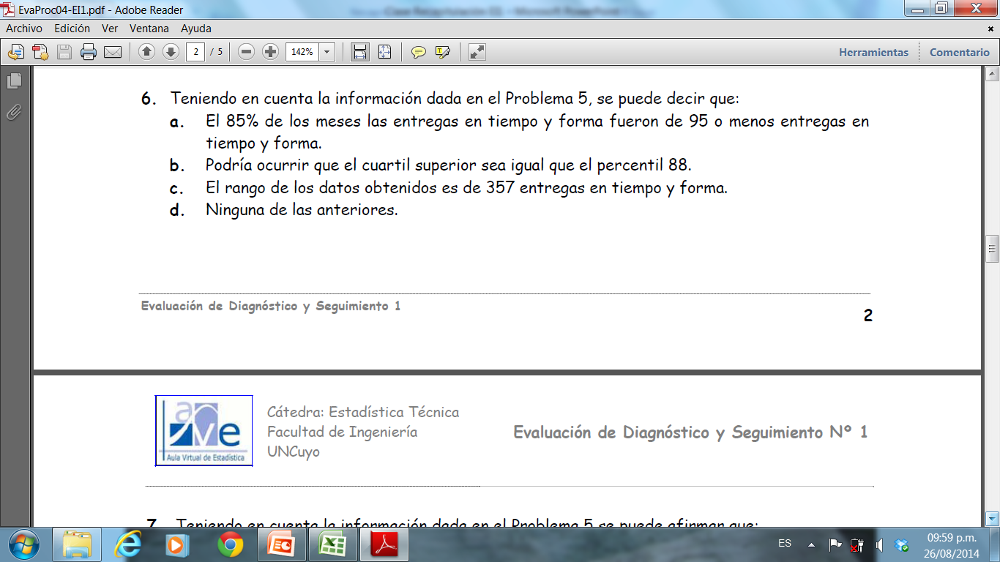 EvaProc04-EI1.pdf - Adobe Reader
Archivo Edición Ver Ventana Ayuda
2 / 5 142% Herramientas Comentario
6. Teniendo en cuenta la información dada en el Problema 5, se puede decir que:
a. El 85% de los meses las entregas en tiempo y forma fueron de 95 o menos entregas en
tiempo y forma.
b. Podría ocurrir que el cuartil superior sea igual que el percentil 88.
c. El rango de los datos obtenidos es de 357 entregas en tiempo y forma.
d. Ninguna de las anteriores.
Evaluación de Diagnóstico y Seguimiento 1
2
ave
Aula Virtual de Estadística
Cátedra: Estadística Técnica
Facultad de Ingeniería
UNCuyo
Evaluación de Diagnóstico y Seguimiento Nº 1
7. Teniendo en cuenta la información dada en el Problema 5 se puede afirmar que:
ES
09:59 p.m.
26/08/2014